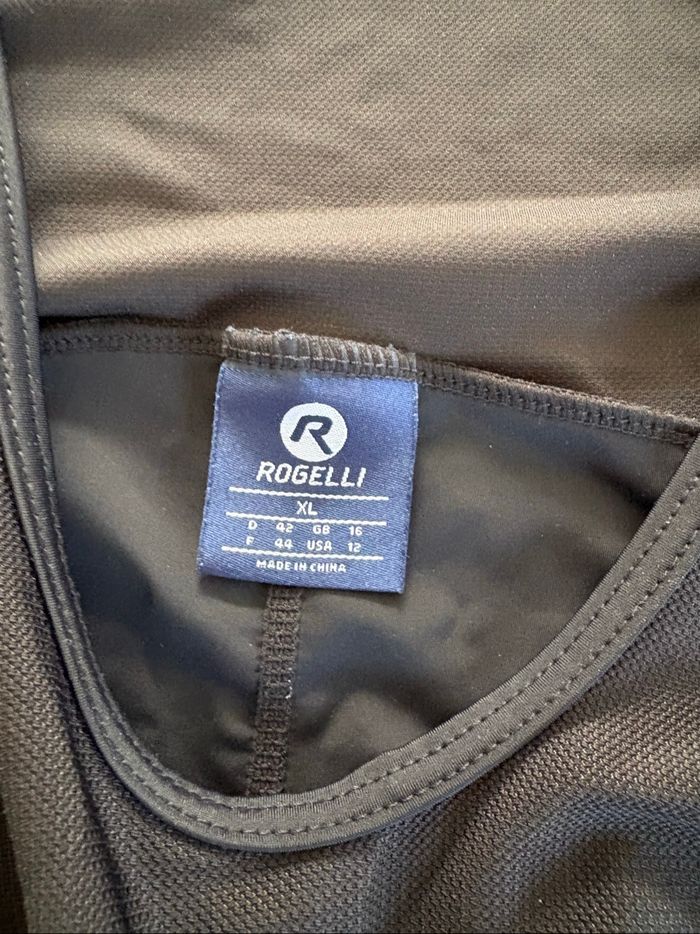 R
ROGELLI
XL
D 42 GB 16
F 44 USA 12
MADE IN CHINA